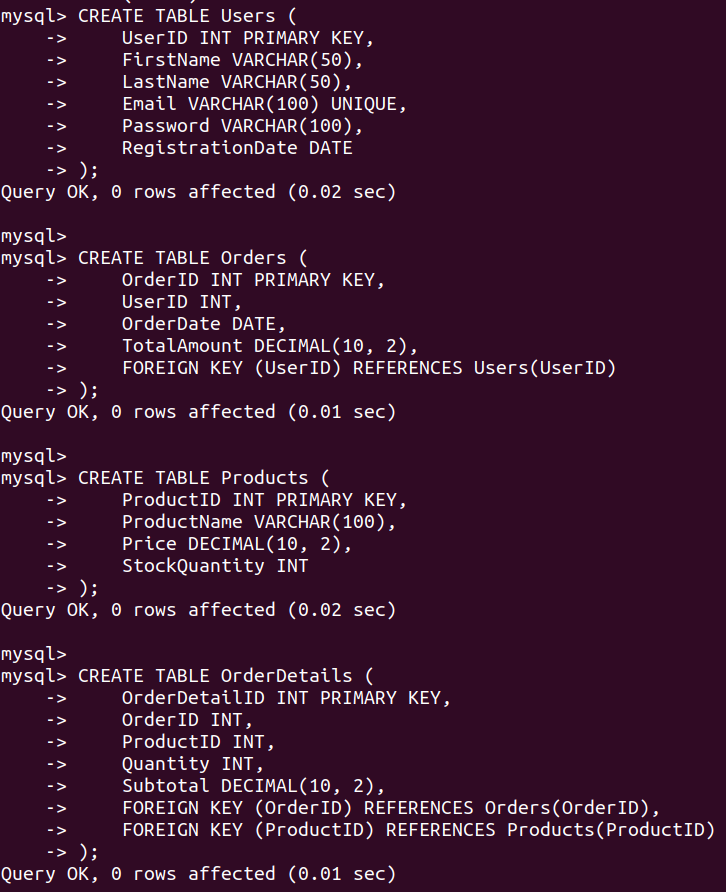 mysql> CREATE TABLE Users (
    ->     UserID INT PRIMARY KEY,
    ->     FirstName VARCHAR(50),
    ->     LastName VARCHAR(50),
    ->     Email VARCHAR(100) UNIQUE,
    ->     Password VARCHAR(100),
    ->     RegistrationDate DATE
    -> );
Query OK, 0 rows affected (0.02 sec)

mysql>
mysql> CREATE TABLE Orders (
    ->     OrderID INT PRIMARY KEY,
    ->     UserID INT,
    ->     OrderDate DATE,
    ->     TotalAmount DECIMAL(10, 2),
    ->     FOREIGN KEY (UserID) REFERENCES Users(UserID)
    -> );
Query OK, 0 rows affected (0.01 sec)

mysql>
mysql> CREATE TABLE Products (
    ->     ProductID INT PRIMARY KEY,
    ->     ProductName VARCHAR(100),
    ->     Price DECIMAL(10, 2),
    ->     StockQuantity INT
    -> );
Query OK, 0 rows affected (0.02 sec)

mysql>
mysql> CREATE TABLE OrderDetails (
    ->     OrderDetailID INT PRIMARY KEY,
    ->     OrderID INT,
    ->     ProductID INT,
    ->     Quantity INT,
    ->     Subtotal DECIMAL(10, 2),
    ->     FOREIGN KEY (OrderID) REFERENCES Orders(OrderID),
    ->     FOREIGN KEY (ProductID) REFERENCES Products(ProductID)
    -> );
Query OK, 0 rows affected (0.01 sec)